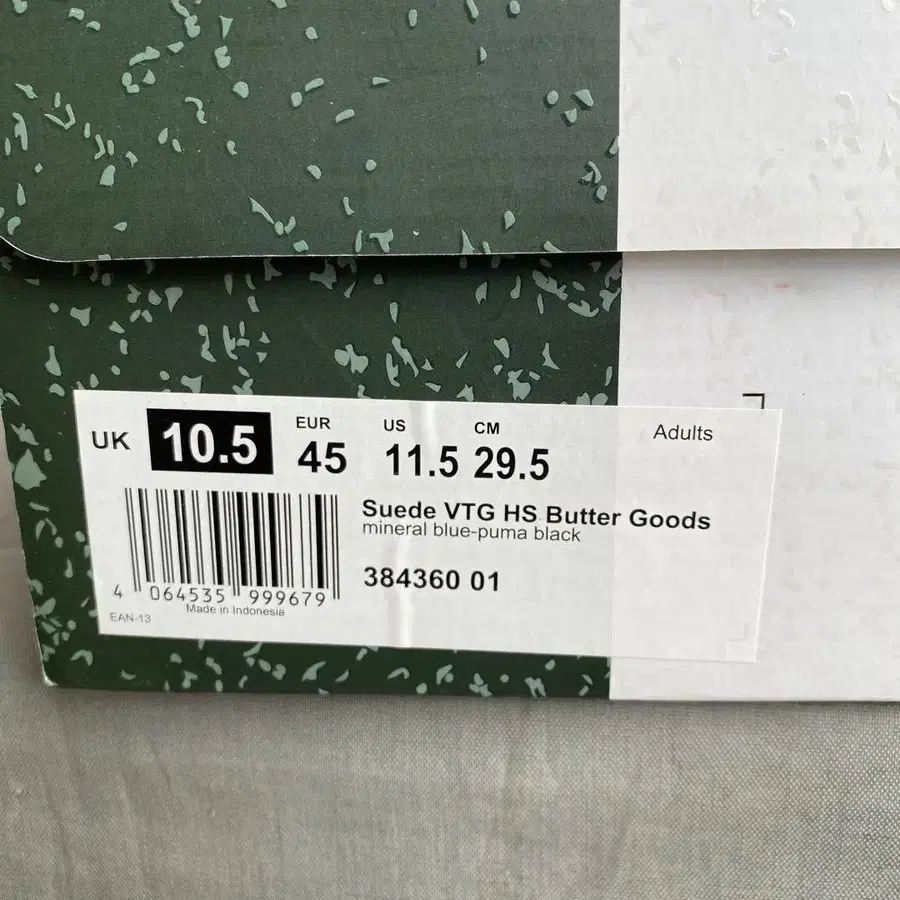 UK 10.5 EUR 45 US 11.5 CM 29.5 Adults
Suede VTG HS Butter Goods
mineral blue-puma black
384360 01
4 064535 999679
Made in Indonesia
EAN-13